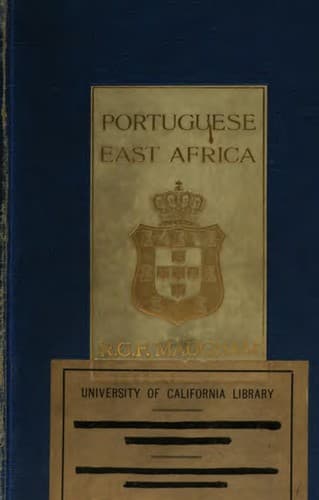 PORTUGUESE
EAST AFRICA
R.C.F.
UNIVERSITY OF CALIFORNIA LIBRARY